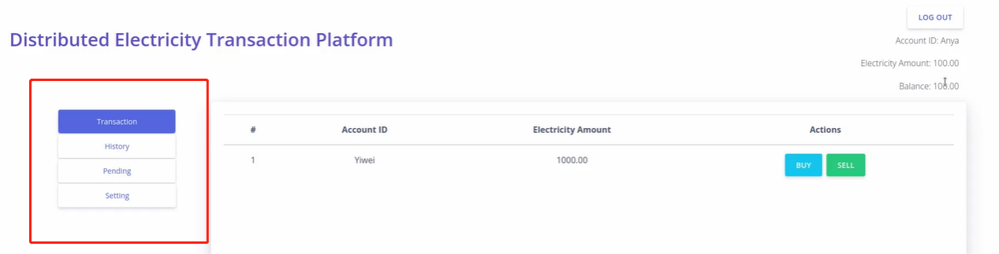 LOG OUT
Distributed Electricity Transaction Platform
Account ID: Anya
Electricity Amount: 100.00
Balance: 100.00
Transaction
History
Pending
Setting
# Account ID Electricity Amount Actions
1 Yiwei 1000.00 BUY SELL